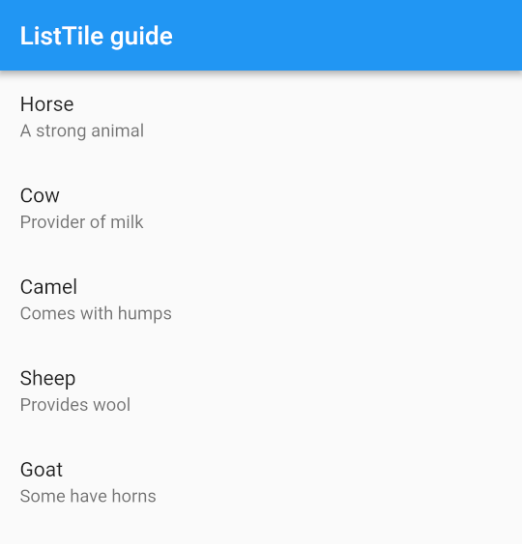 ListTile guide
Horse
A strong animal
Cow
Provider of milk
Camel
Comes with humps
Sheep
Provides wool
Goat
Some have horns